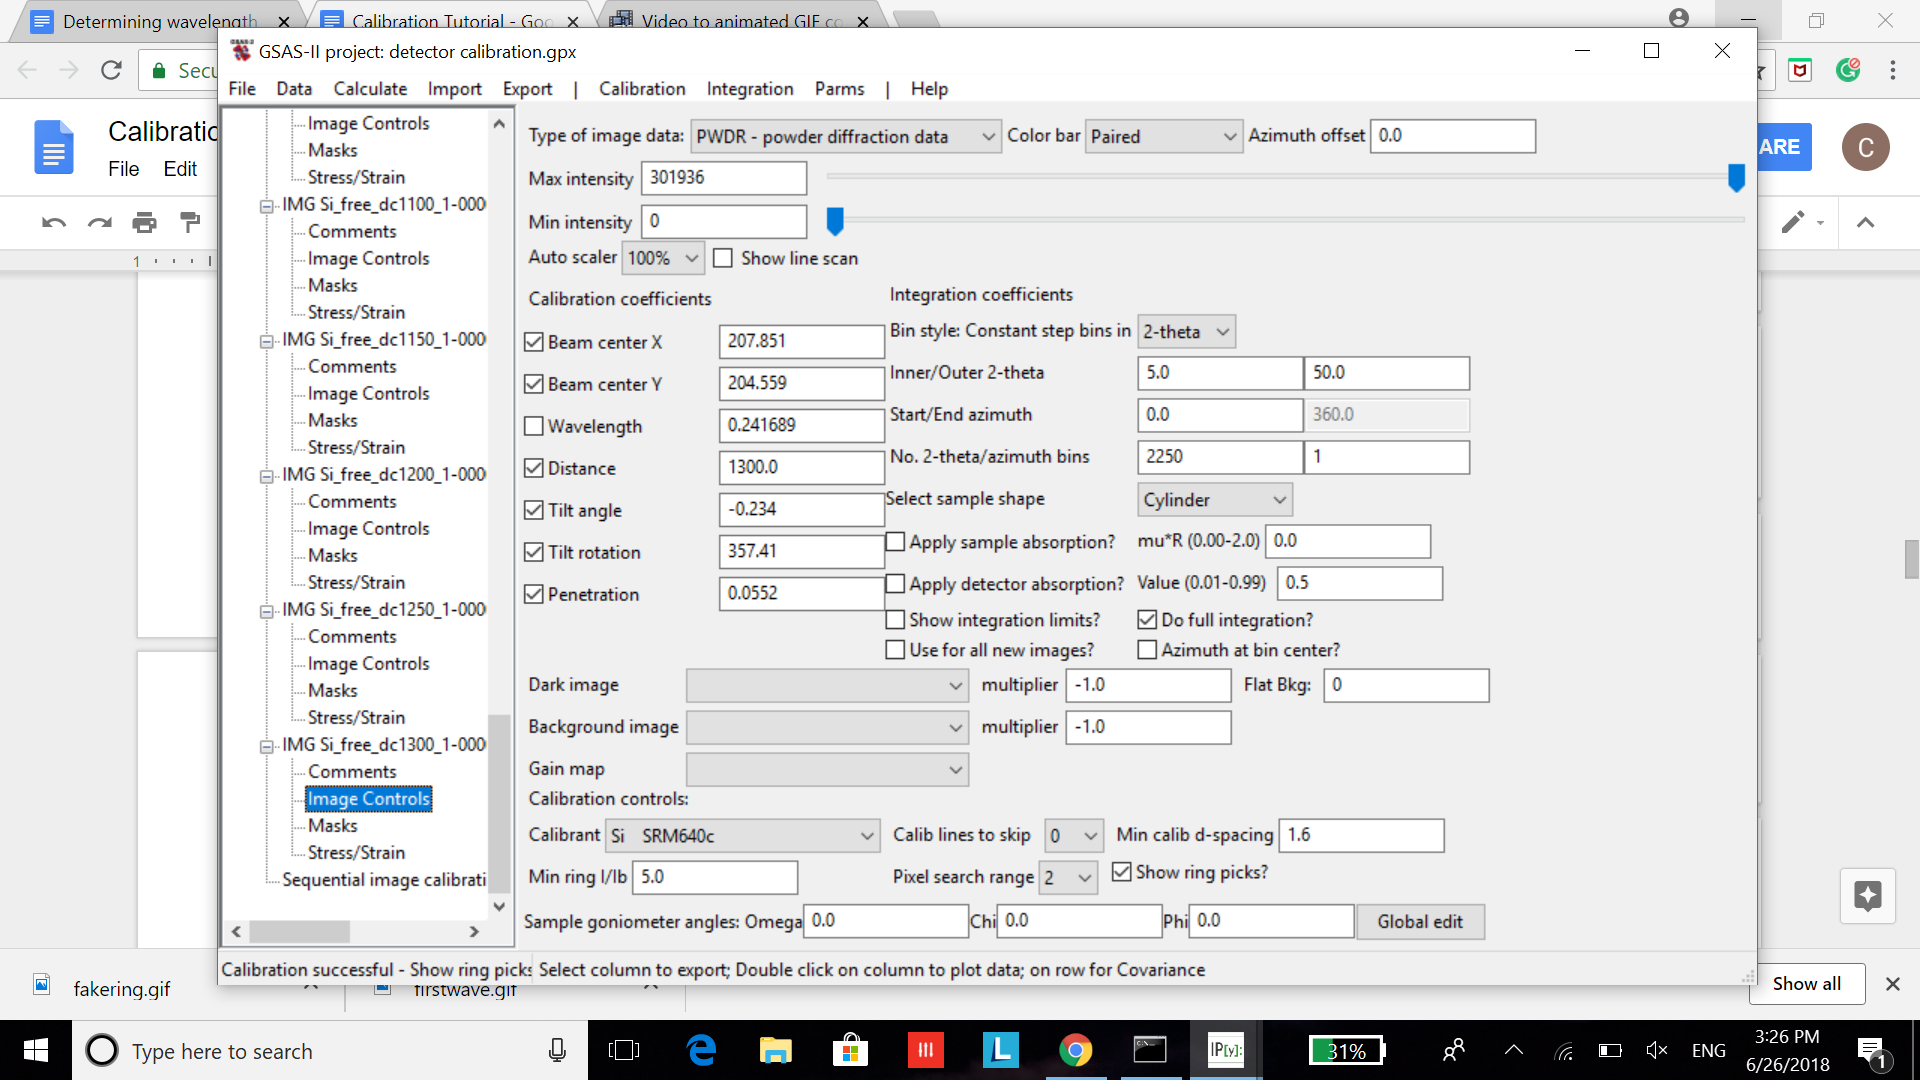 Determining wavelength
Calibration Tutorial - Goo
Video to animated GIF co
Secu
GSAS-II project: detector calibration.gpx
File Data Calculate Import Export | Calibration Integration Parms | Help
Calibratio
File Edit
ARE
C
1
Image Controls
Masks
Stress/Strain
IMG Si_free_dc1100_1-000
Comments
Image Controls
Masks
Stress/Strain
IMG Si_free_dc1150_1-000
Comments
Image Controls
Masks
Stress/Strain
IMG Si_free_dc1200_1-000
Comments
Image Controls
Masks
Stress/Strain
IMG Si_free_dc1250_1-000
Comments
Image Controls
Masks
Stress/Strain
IMG Si_free_dc1300_1-000
Comments
Image Controls
Masks
Stress/Strain
Sequential image calibrati
Type of image data: PWDR - powder diffraction data Color bar Paired Azimuth offset 0.0
Max intensity 301936
Min intensity 0
Auto scaler 100% Show line scan
Calibration coefficients
Beam center X 207.851
Beam center Y 204.559
Wavelength 0.241689
Distance 1300.0
Tilt angle -0.234
Tilt rotation 357.41
Penetration 0.0552
Integration coefficients
Bin style: Constant step bins in 2-theta
Inner/Outer 2-theta 5.0 50.0
Start/End azimuth 0.0 360.0
No. 2-theta/azimuth bins 2250 1
Select sample shape Cylinder
Apply sample absorption? mu*R (0.00-2.0) 0.0
Apply detector absorption? Value (0.01-0.99) 0.5
Show integration limits? Do full integration?
Use for all new images? Azimuth at bin center?
Dark image multiplier -1.0 Flat Bkg: 0
Background image multiplier -1.0
Gain map
Calibration controls:
Calibrant Si SRM640c Calib lines to skip 0 Min calib d-spacing 1.6
Min ring I/Ib 5.0 Pixel search range 2 Show ring picks?
Sample goniometer angles: Omega 0.0 Chi 0.0 Phi 0.0 Global edit
Calibration successful - Show ring picks Select column to export; Double click on column to plot data; on row for Covariance
fakering.gif
firstwave.gif
Show all
Type here to search
L
IP[y]:
31%
ENG
3:26 PM
6/26/2018
1